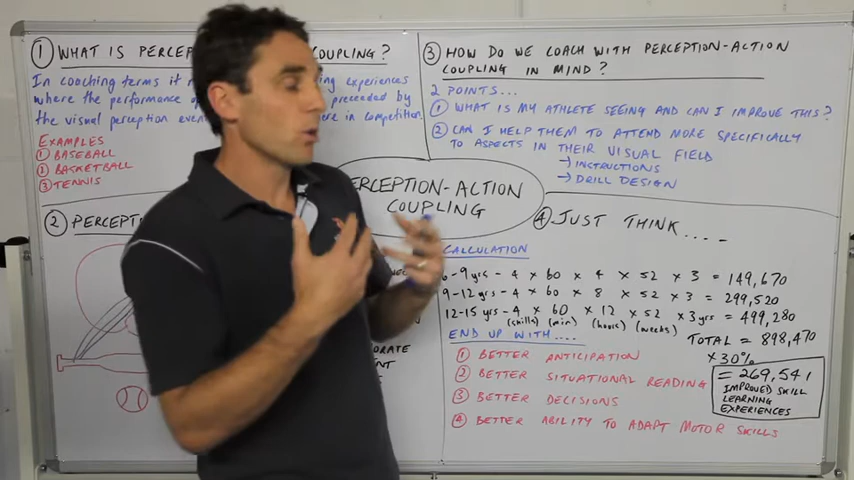 ① WHAT IS PERCE COUPLING?
In coaching terms it ing experiences
where the performance o preceded by
the visual perception even re in competition.
EXAMPLES
① BASEBALL
② BASKETBALL
③ TENNIS
② PERCEPT
PERCEPTION-ACTION
COUPLING
③ HOW DO WE COACH WITH PERCEPTION-ACTION
COUPLING IN MIND?
2 POINTS...
① WHAT IS MY ATHLETE SEEING AND CAN I IMPROVE THIS?
② CAN I HELP THEM TO ATTEND MORE SPECIFICALLY
TO ASPECTS IN THEIR VISUAL FIELD
→ INSTRUCTIONS
→ DRILL DESIGN
④ JUST THINK....
CALCULATION
6-9 yrs - 4 × 60 × 4 × 52 × 3 = 149,670
9-12 yrs - 4 × 60 × 8 × 52 × 3 = 299,520
12-15 yrs - 4 × 60 × 12 × 52 × 3 yrs = 499,280
(skills) (min) (hours) (weeks)
TOTAL = 898,470
×30%
= 269,541
IMPROVED SKILL
LEARNING
EXPERIENCES
END UP WITH....
① BETTER ANTICIPATION
② BETTER SITUATIONAL READING
③ BETTER DECISIONS
④ BETTER ABILITY TO ADAPT MOTOR SKILLS